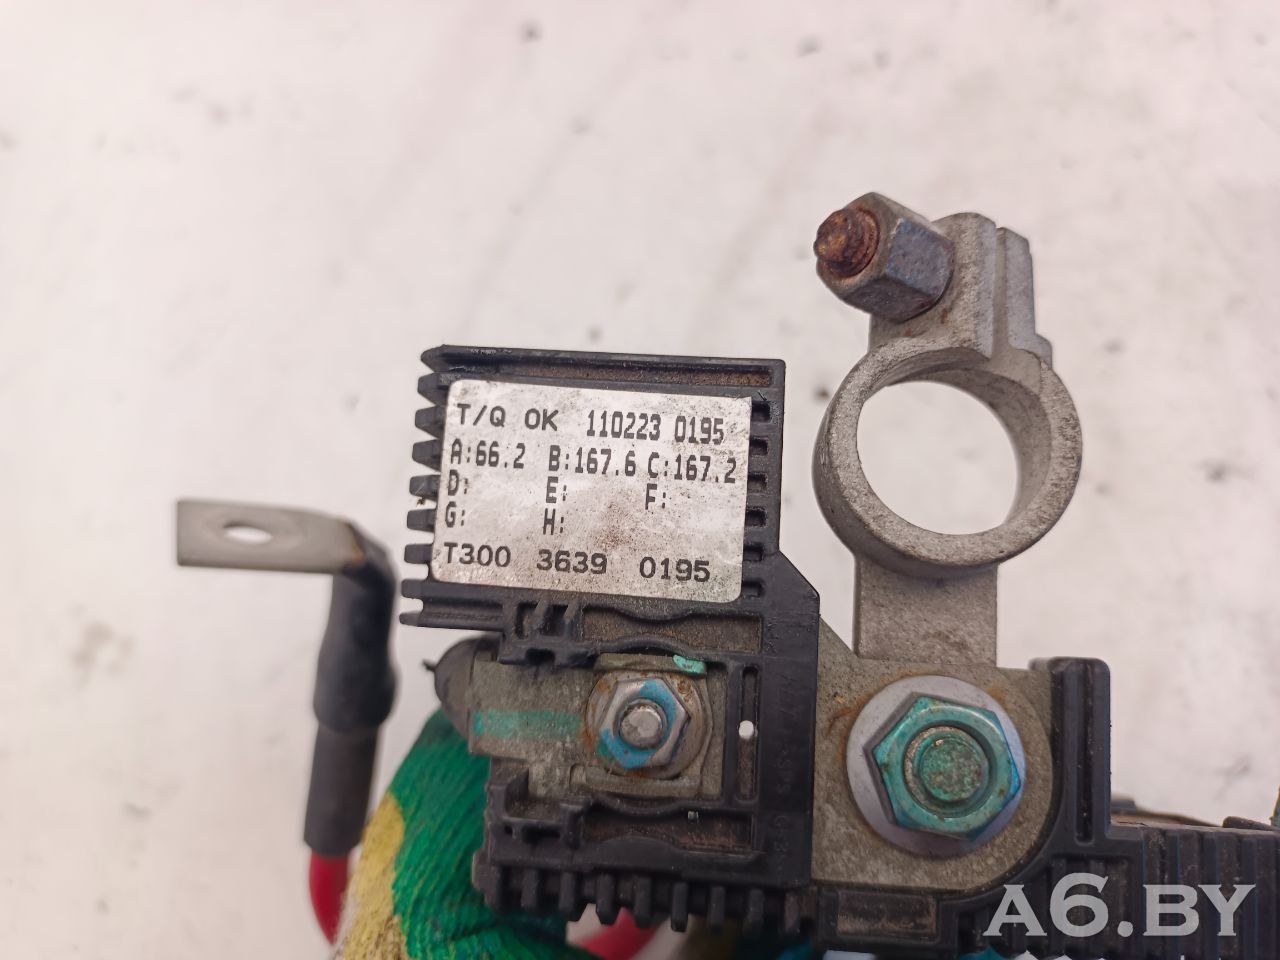 T/Q OK 110223 0195
A:66.2 B:167.6 C:167.2
D: E: F:
G: H:
T300 3639 0195
A6.BY